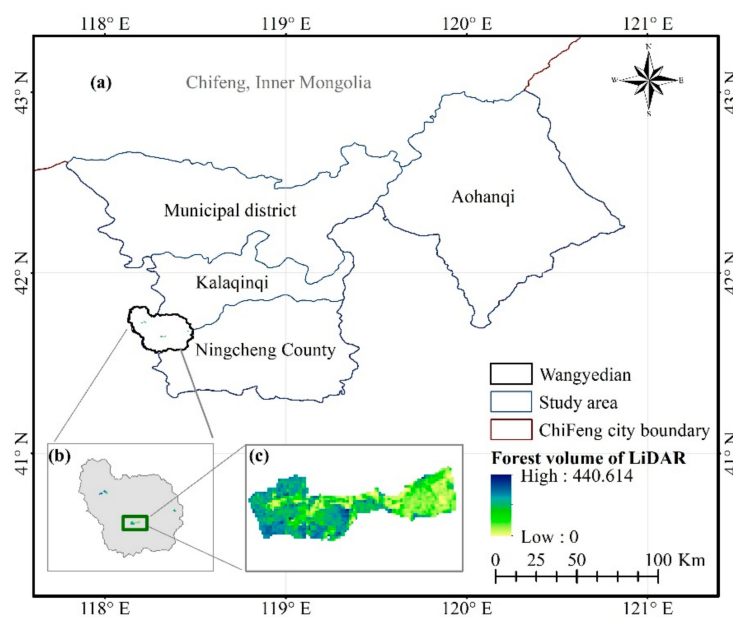 118° E 119° E 120° E 121° E
(a)
Chifeng, Inner Mongolia
N
W E
S
43° N
43° N
Municipal district
Aohanqi
42° N
42° N
Kalaqinqi
Ningcheng County
Wangyedian
Study area
ChiFeng city boundary
41° N
41° N
(b)
(c)
Forest volume of LiDAR
High : 440.614
Low : 0
0 25 50 100 Km
118° E 119° E 120° E 121° E